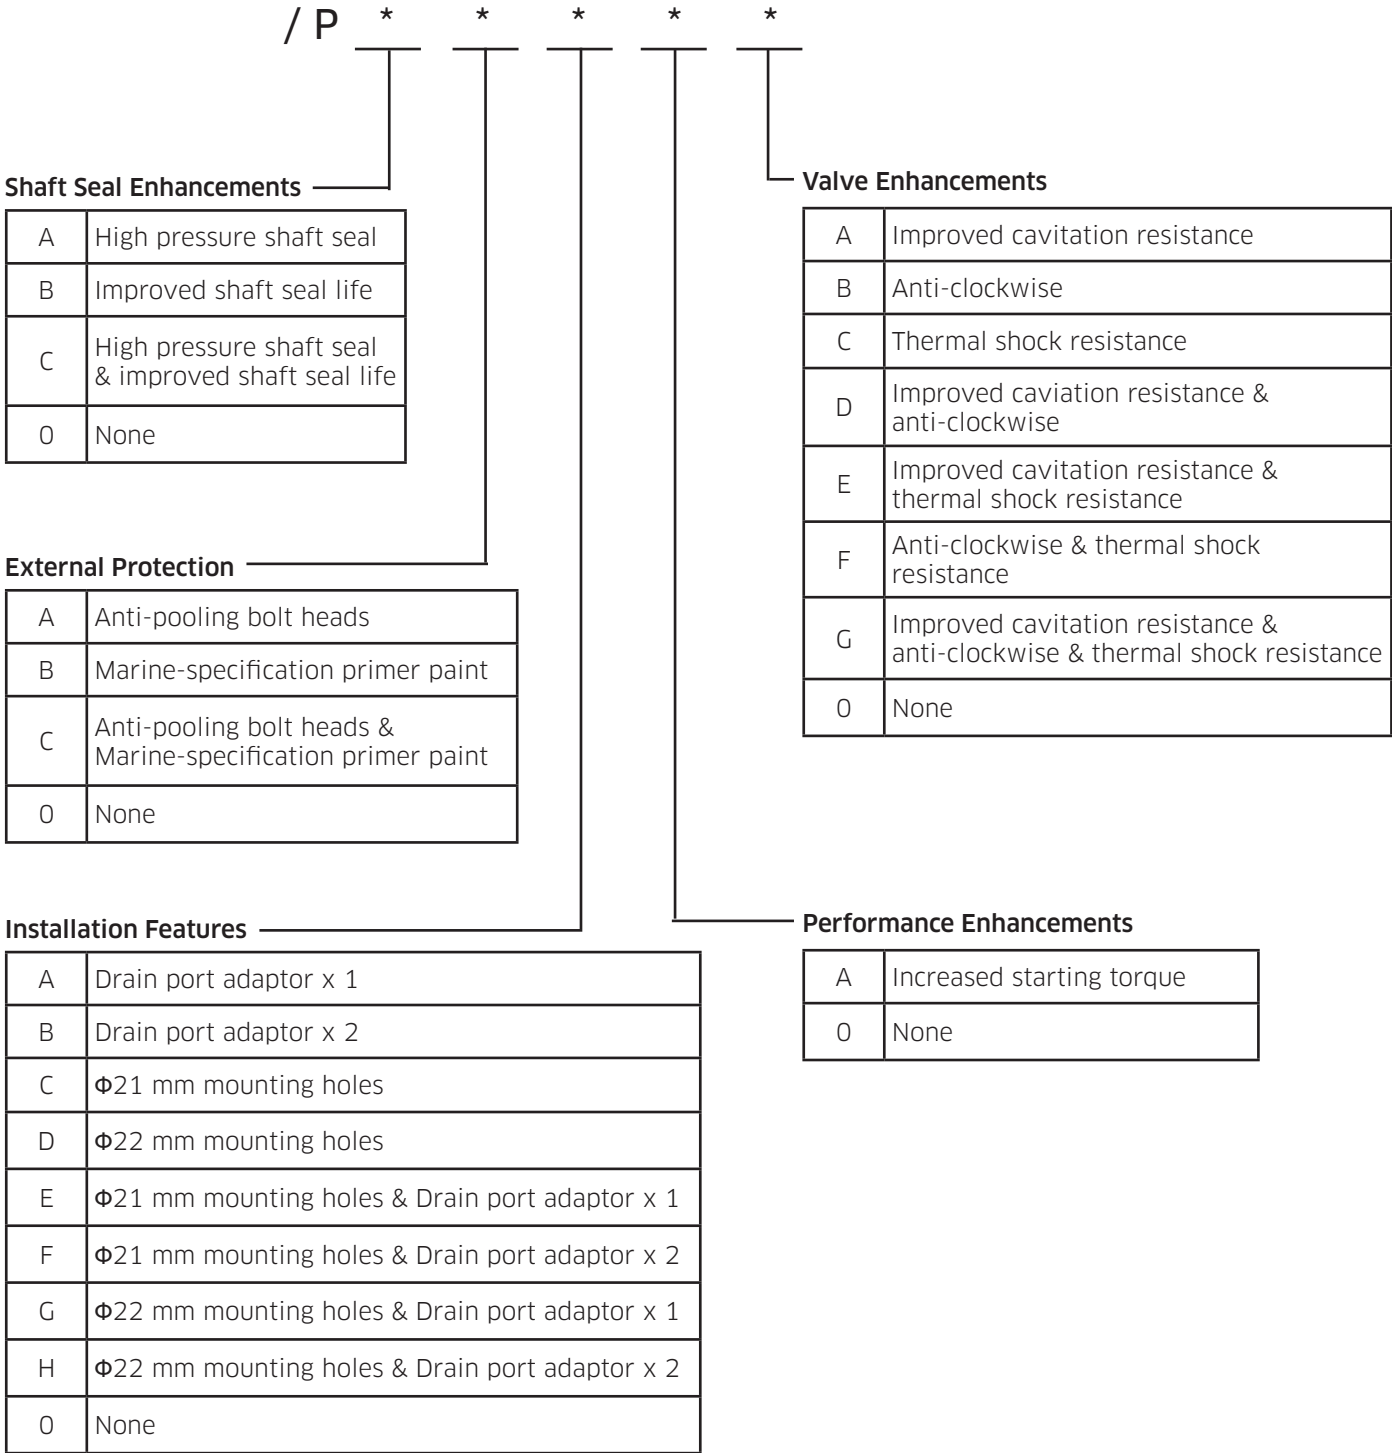 / P * * * * *
Shaft Seal Enhancements
A High pressure shaft seal
B Improved shaft seal life
C High pressure shaft seal
& improved shaft seal life
0 None
External Protection
A Anti-pooling bolt heads
B Marine-specification primer paint
C Anti-pooling bolt heads &
Marine-specification primer paint
0 None
Installation Features
A Drain port adaptor x 1
B Drain port adaptor x 2
C Φ21 mm mounting holes
D Φ22 mm mounting holes
E Φ21 mm mounting holes & Drain port adaptor x 1
F Φ21 mm mounting holes & Drain port adaptor x 2
G Φ22 mm mounting holes & Drain port adaptor x 1
H Φ22 mm mounting holes & Drain port adaptor x 2
0 None
Valve Enhancements
A Improved cavitation resistance
B Anti-clockwise
C Thermal shock resistance
D Improved caviation resistance &
anti-clockwise
E Improved cavitation resistance &
thermal shock resistance
F Anti-clockwise & thermal shock
resistance
G Improved cavitation resistance &
anti-clockwise & thermal shock resistance
0 None
Performance Enhancements
A Increased starting torque
0 None